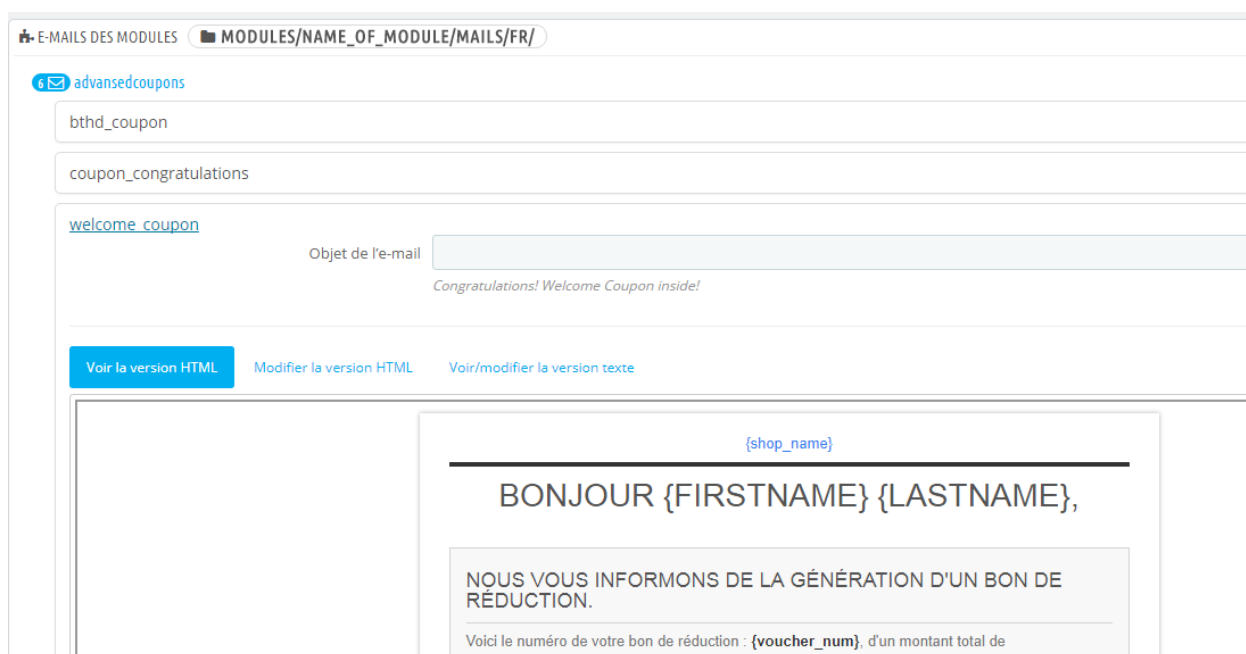 E-MAILS DES MODULES MODULES/NAME_OF_MODULE/MAILS/FR/
6 advansedcoupons
bthd_coupon
coupon_congratulations
welcome_coupon
Objet de l'e-mail
Congratulations! Welcome Coupon inside!
Voir la version HTML Modifier la version HTML Voir/modifier la version texte
{shop_name}
BONJOUR {FIRSTNAME} {LASTNAME},
NOUS VOUS INFORMONS DE LA GÉNÉRATION D'UN BON DE
RÉDUCTION.
Voici le numéro de votre bon de réduction : {voucher_num}, d'un montant total de